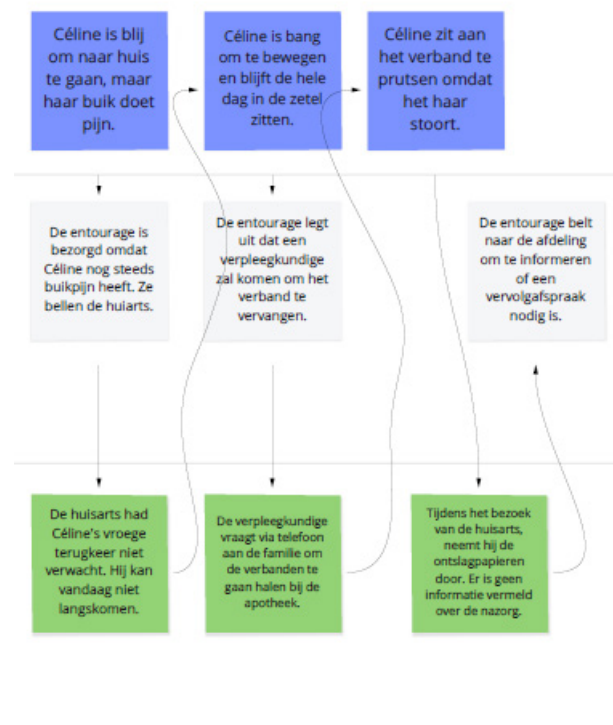 Céline is blij
om naar huis
te gaan, maar
haar buik doet
pijn.
Céline is bang
om te bewegen
en blijft de hele
dag in de zetel
zitten.
Céline zit aan
het verband te
prutsen omdat
het haar
stoort.
De entourage is
bezorgd omdat
Céline nog steeds
buikpijn heeft. Ze
bellen de huiarts.
De entourage legt
uit dat een
verpleegkundige
zal komen om het
verband te
vervangen.
De entourage belt
naar de afdeling
om te informeren
of een
vervolgafspraak
nodig is.
De huisarts had
Céline's vroege
terugkeer niet
verwacht. Hij kan
vandaag niet
langskomen.
De verpleegkundige
vraagt via telefoon
aan de familie om
de verbanden te
gaan halen bij de
apotheek.
Tijdens het bezoek
van de huisarts,
neemt hij de
ontslagpapieren
door. Er is geen
informatie vermeld
over de nazorg.